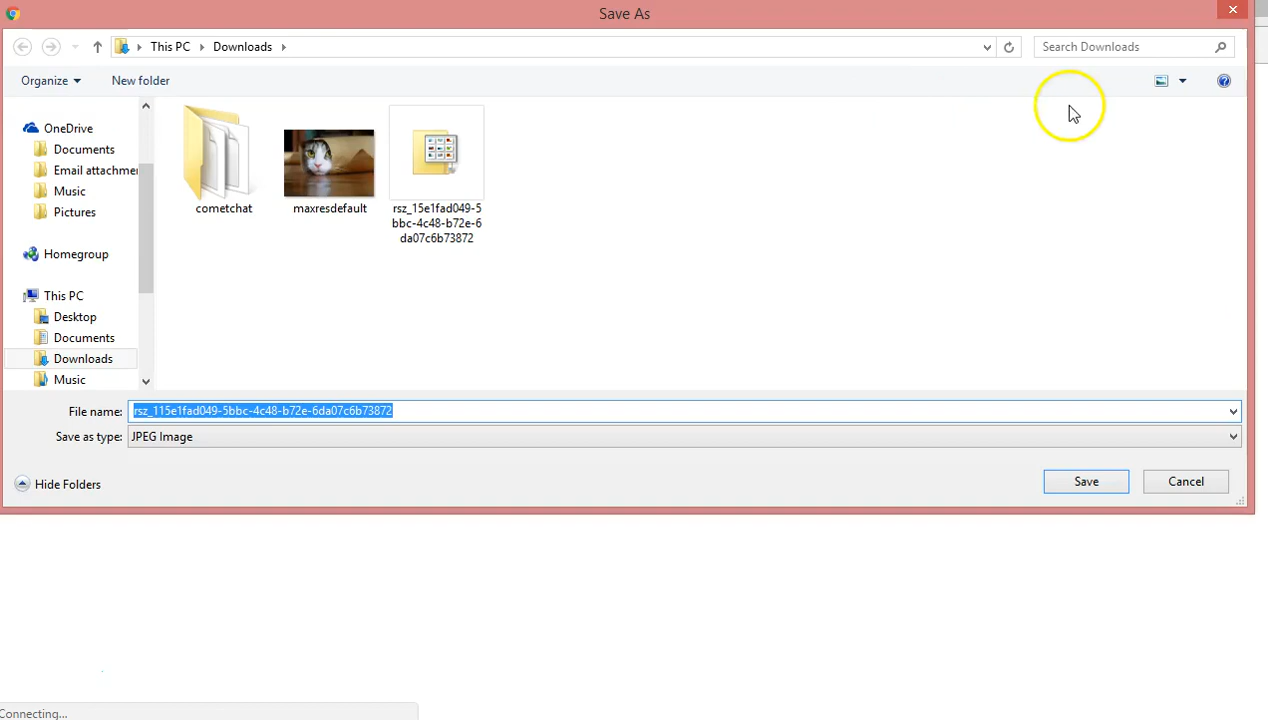 Save As
This PC Downloads
Search Downloads
Organize
New folder
OneDrive
Documents
Email attachme
Music
Pictures
Homegroup
This PC
Desktop
Documents
Downloads
Music
cometchat
maxresdefault
rsz_15e1fad049-5
bbc-4c48-b72e-6
da07c6b73872
File name: rsz_115e1fad049-5bbc-4c48-b72e-6da07c6b73872
Save as type: JPEG Image
Hide Folders
Save
Cancel
Connecting...